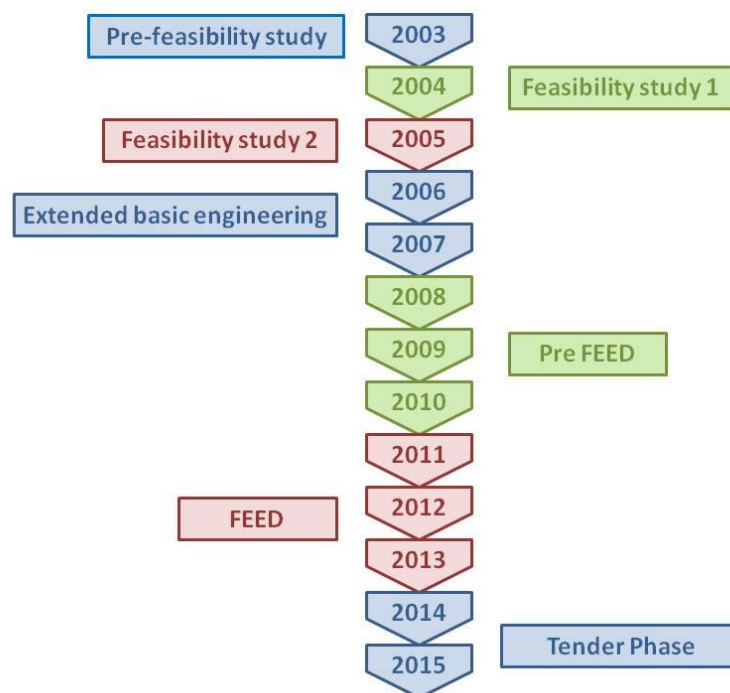 Pre-feasibility study
2003
2004
Feasibility study 1
Feasibility study 2
2005
2006
Extended basic engineering
2007
2008
2009
Pre FEED
2010
2011
FEED
2012
2013
2014
Tender Phase
2015